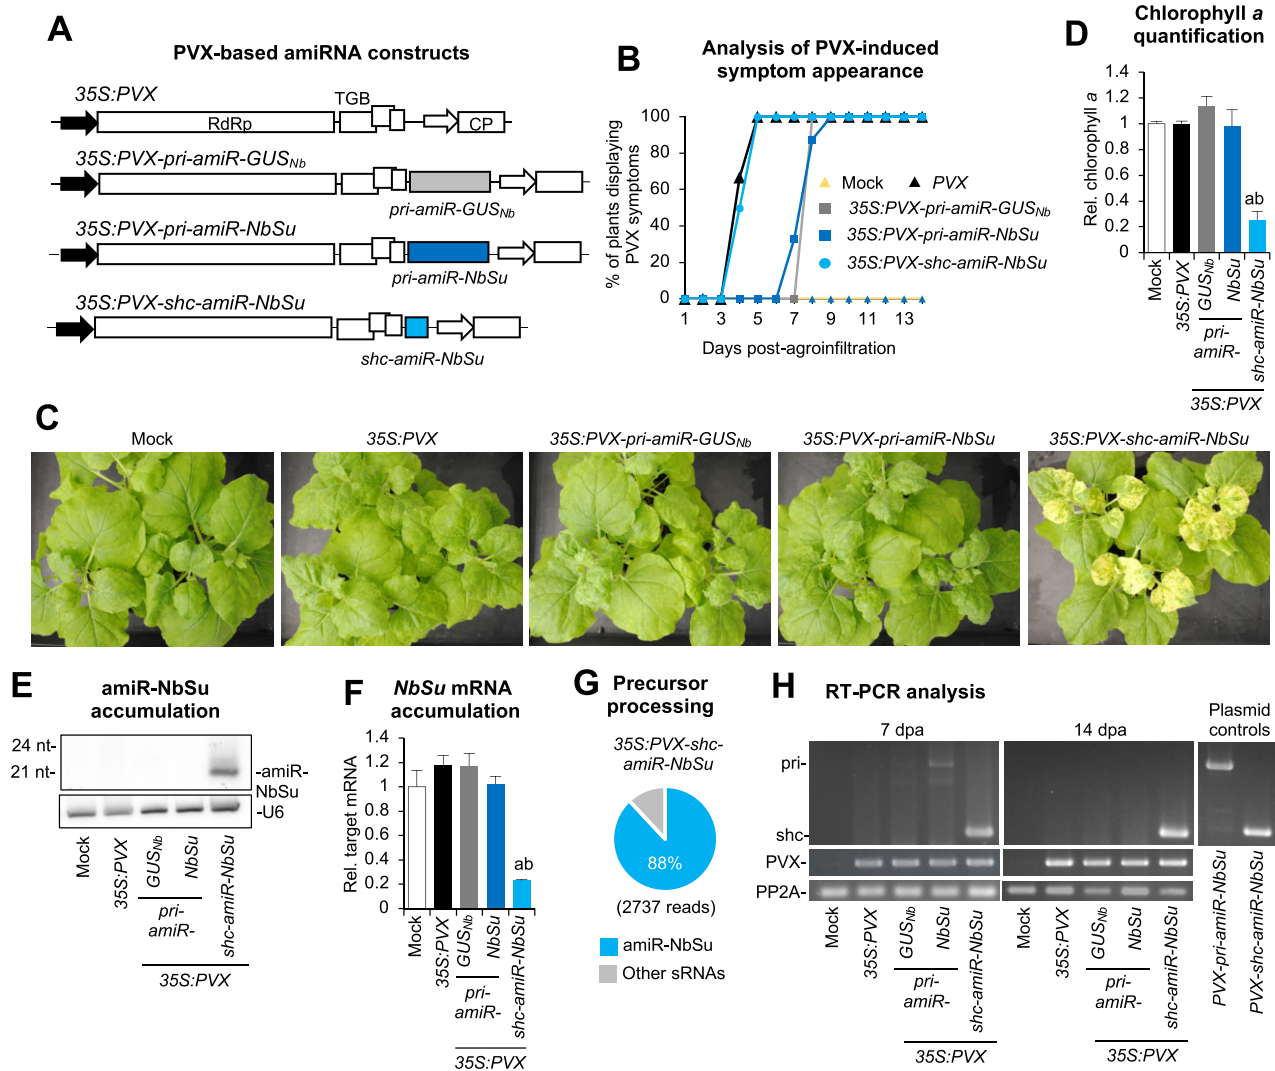 A
PVX-based amiRNA constructs
35S:PVX
TGB
RdRp
CP
35S:PVX-pri-amiR-GUSNb
pri-amiR-GUSNb
35S:PVX-pri-amiR-NbSu
pri-amiR-NbSu
35S:PVX-shc-amiR-NbSu
shc-amiR-NbSu
B
Analysis of PVX-induced
symptom appearance
% of plants displaying
PVX symptoms
100
80
60
40
20
0
1 3 5 7 9 11 13
Days post-agroinfiltration
Mock
PVX
35S:PVX-pri-amiR-GUSNb
35S:PVX-pri-amiR-NbSu
35S:PVX-shc-amiR-NbSu
D
Chlorophyll a
quantification
Rel. chlorophyll a
1.4
1.2
1
0.8
0.6
0.4
0.2
0
ab
Mock
35S:PVX
GUSNb
NbSu
shc-amiR-NbSu
pri-
amiR-
35S:PVX
C
Mock
35S:PVX
35S:PVX-pri-amiR-GUSNb
35S:PVX-pri-amiR-NbSu
35S:PVX-shc-amiR-NbSu
E
amiR-NbSu
accumulation
24 nt-
21 nt-
-amiR-
NbSu
-U6
Mock
35S:PVX
GUSNb
NbSu
shc-amiR-NbSu
pri-
amiR-
35S:PVX
F
NbSu mRNA
accumulation
Rel. target mRNA
1.4
1.2
1
0.8
0.6
0.4
0.2
0
ab
Mock
35S:PVX
GUSNb
NbSu
shc-amiR-NbSu
pri-
amiR-
35S:PVX
G
Precursor
processing
35S:PVX-shc-
amiR-NbSu
88%
(2737 reads)
amiR-NbSu
Other sRNAs
H
RT-PCR analysis
7 dpa
14 dpa
Plasmid
controls
pri-
shc-
PVX-
PP2A-
Mock
35S:PVX
GUSNb
NbSu
shc-amiR-NbSu
pri-
amiR-
35S:PVX
Mock
35S:PVX
GUSNb
NbSu
shc-amiR-NbSu
pri-
amiR-
35S:PVX
PVX-pri-amiR-NbSu
PVX-shc-amiR-NbSu